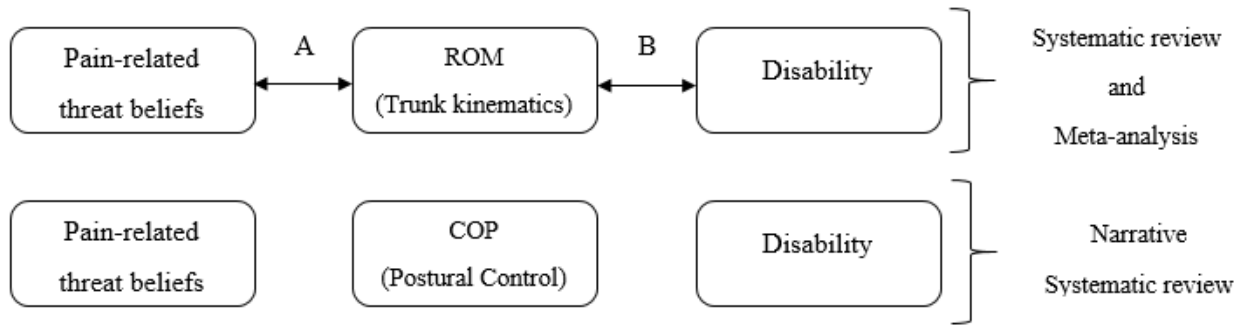 Pain-related
threat beliefs
A
ROM
(Trunk kinematics)
B
Disability
Systematic review
and
Meta-analysis
Pain-related
threat beliefs
COP
(Postural Control)
Disability
Narrative
Systematic review